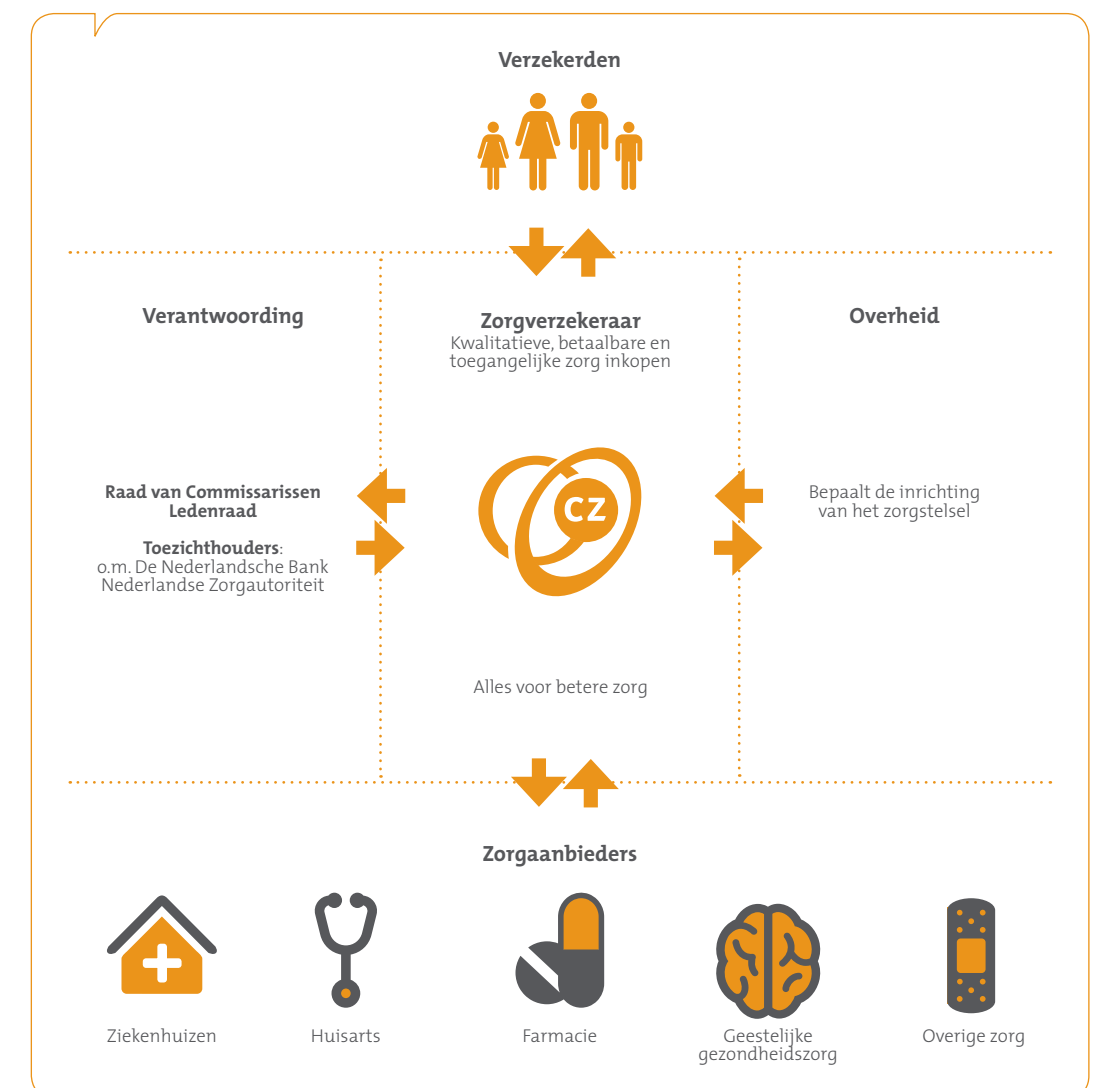 Verzekerden
Verantwoording
Zorgverzekeraar
Kwalitatieve, betaalbare en
toegankelijke zorg inkopen
Overheid
Raad van Commissarissen
Ledenraad
Toezichthouders:
o.m. De Nederlandsche Bank
Nederlandse Zorgautoriteit
CZ
Bepaalt de inrichting
van het zorgstelsel
Alles voor betere zorg
Zorgaanbieders
Ziekenhuizen
Huisarts
Farmacie
Geestelijke
gezondheidszorg
Overige zorg